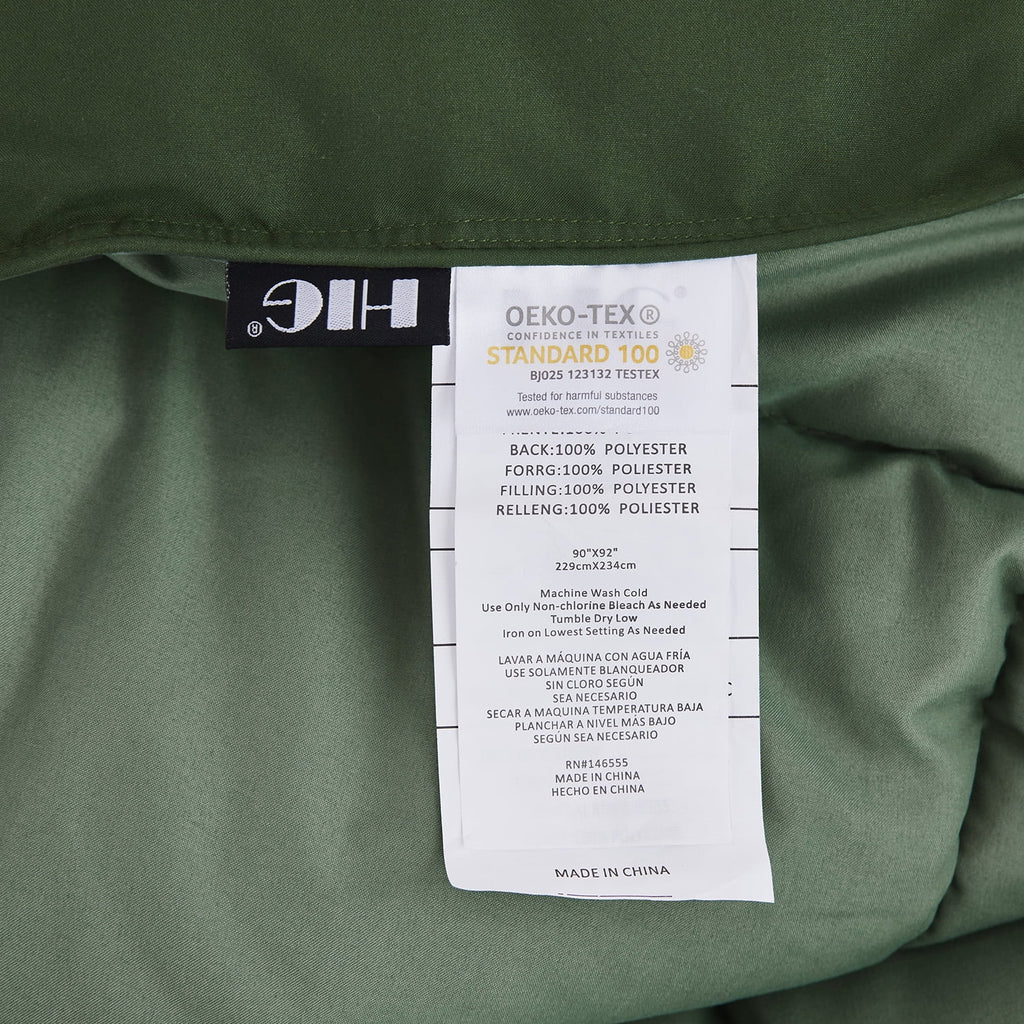 HIG®
OEKO-TEX®
CONFIDENCE IN TEXTILES
STANDARD 100
BJ025 123132 TESTEX
Tested for harmful substances
www.oeko-tex.com/standard100
BACK:100% POLYESTER
FORRG:100% POLIESTER
FILLING:100% POLYESTER
RELLENG:100% POLIESTER
90"X92"
229cmX234cm
Machine Wash Cold
Use Only Non-chlorine Bleach As Needed
Tumble Dry Low
Iron on Lowest Setting As Needed
LAVAR A MÁQUINA CON AGUA FRÍA
USE SOLAMENTE BLANQUEADOR
SIN CLORO SEGÚN
SEA NECESARIO
SECAR A MAQUINA TEMPERATURA BAJA
PLANCHAR A NIVEL MÁS BAJO
SEGÚN SEA NECESARIO
RN#146555
MADE IN CHINA
HECHO EN CHINA
MADE IN CHINA